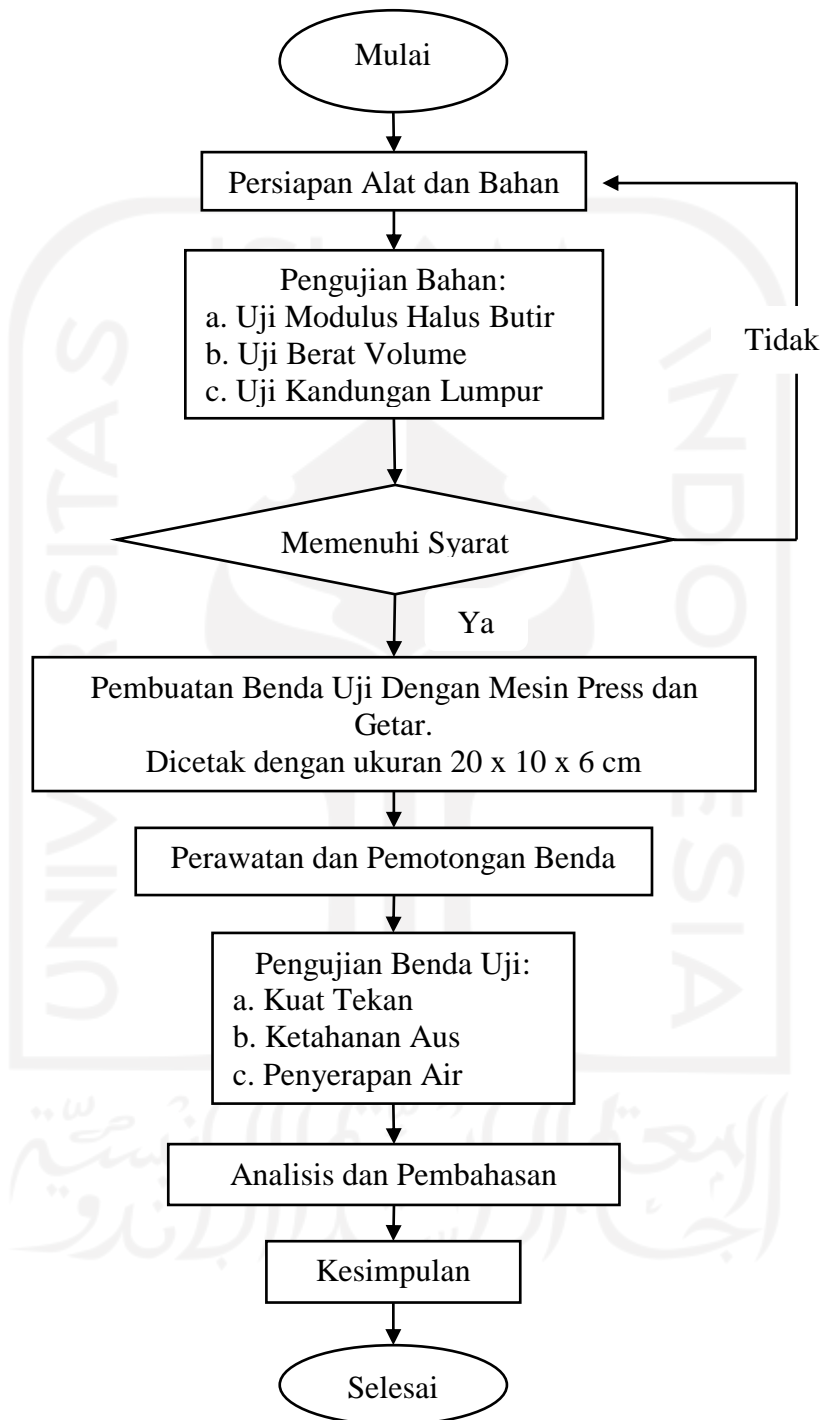 Mulai
Persiapan Alat dan Bahan
Pengujian Bahan:
a. Uji Modulus Halus Butir
b. Uji Berat Volume
c. Uji Kandungan Lumpur
Tidak
Memenuhi Syarat
Ya
Pembuatan Benda Uji Dengan Mesin Press dan
Getar.
Dicetak dengan ukuran 20 x 10 x 6 cm
Perawatan dan Pemotongan Benda
Pengujian Benda Uji:
a. Kuat Tekan
b. Ketahanan Aus
c. Penyerapan Air
Analisis dan Pembahasan
Kesimpulan
Selesai
UNIVERSITAS